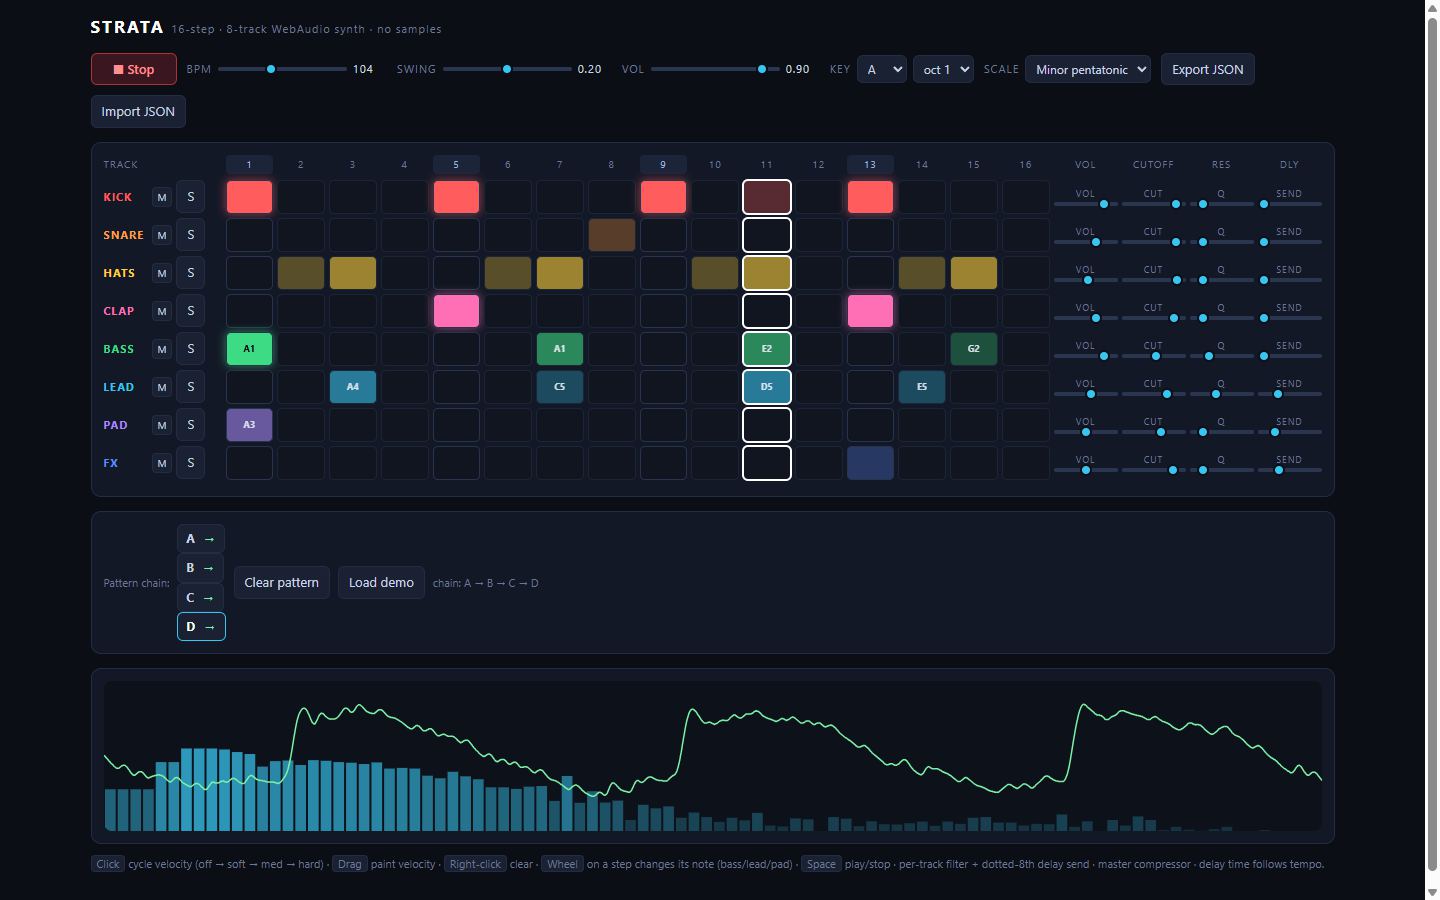 STRATA 16-step · 8-track WebAudio synth · no samples
Stop BPM 104 SWING 0.20 VOL 0.90 KEY A oct 1 SCALE Minor pentatonic Export JSON
Import JSON
TRACK 1 2 3 4 5 6 7 8 9 10 11 12 13 14 15 16 VOL CUTOFF RES DLY
KICK M S VOL CUT Q SEND
SNARE M S VOL CUT Q SEND
HATS M S VOL CUT Q SEND
CLAP M S VOL CUT Q SEND
BASS M S A1 A1 E2 G2 VOL CUT Q SEND
LEAD M S A4 C5 D5 E5 VOL CUT Q SEND
PAD M S A3 VOL CUT Q SEND
FX M S VOL CUT Q SEND
A →
B →
Pattern chain: Clear pattern Load demo chain: A → B → C → D
C →
D →
Click cycle velocity (off → soft → med → hard) · Drag paint velocity · Right-click clear · Wheel on a step changes its note (bass/lead/pad) · Space play/stop · per-track filter + dotted-8th delay send · master compressor · delay time follows tempo.